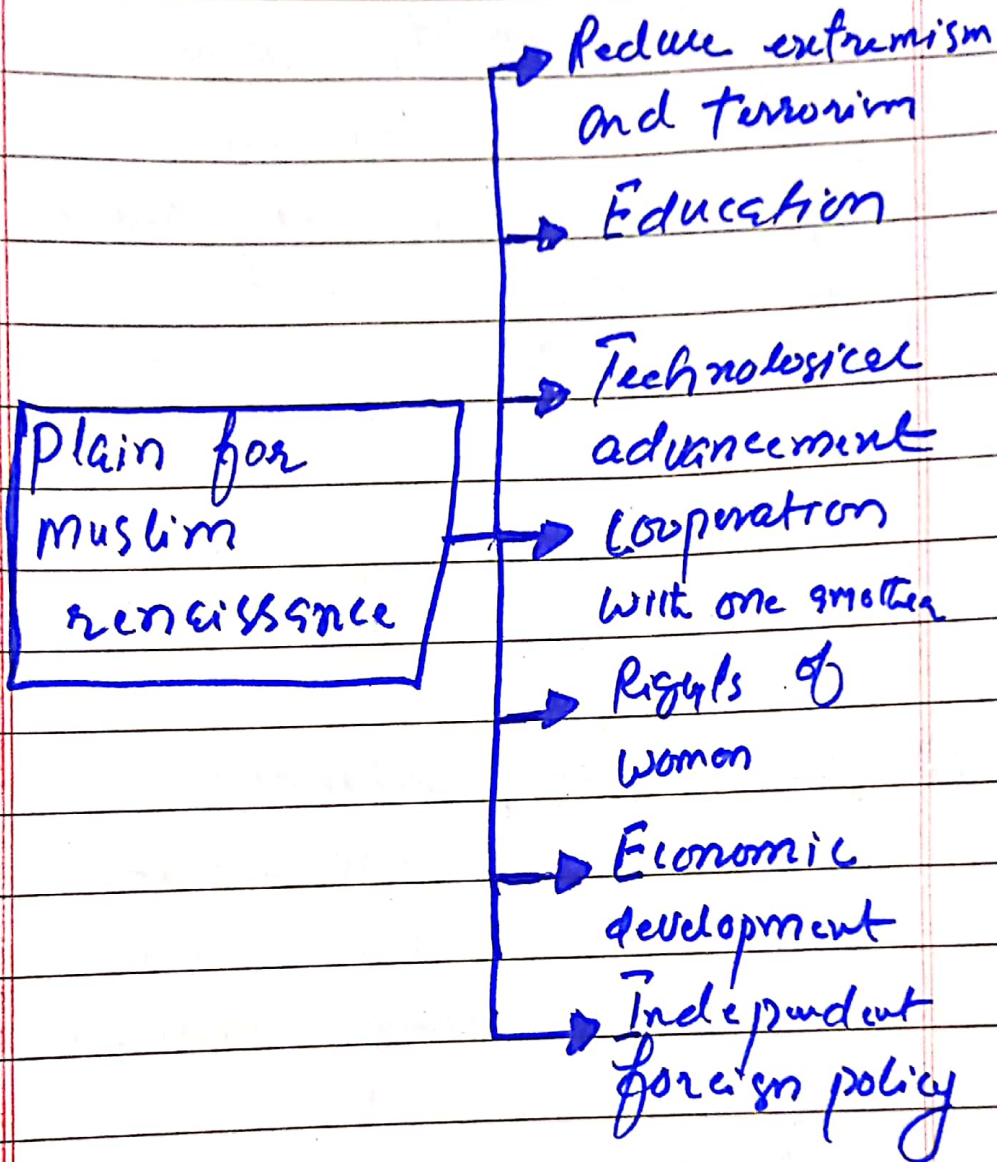 Reduce extremism
and terrorism
Education
Technological
advancement
Plain for
muslim
renaissance
cooperation
with one another
Rights of
women
Economic
development
Independent
foreign policy